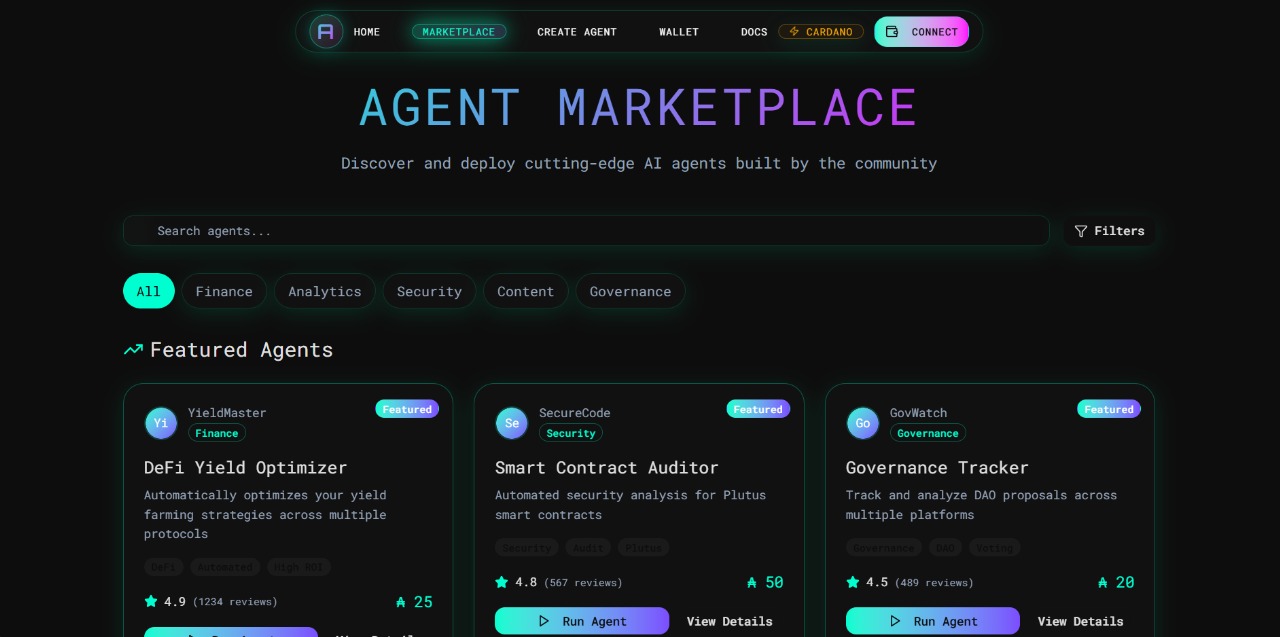 HOME MARKETPLACE CREATE AGENT WALLET DOCS CARDANO CONNECT
AGENT MARKETPLACE
Discover and deploy cutting-edge AI agents built by the community
Search agents...
Filters
All Finance Analytics Security Content Governance
Featured Agents
YieldMaster
Featured
Finance
Yi
DeFi Yield Optimizer
Automatically optimizes your yield
farming strategies across multiple
protocols
DeFi Automated High ROI
4.9 (1234 reviews) ₳ 25
Run Agent View Details
SecureCode
Featured
Security
Se
Smart Contract Auditor
Automated security analysis for Plutus
smart contracts
Security Audit Plutus
4.8 (567 reviews) ₳ 50
Run Agent View Details
GovWatch
Featured
Governance
Go
Governance Tracker
Track and analyze DAO proposals across
multiple platforms
Governance DAO Voting
4.5 (489 reviews) ₳ 20
Run Agent View Details